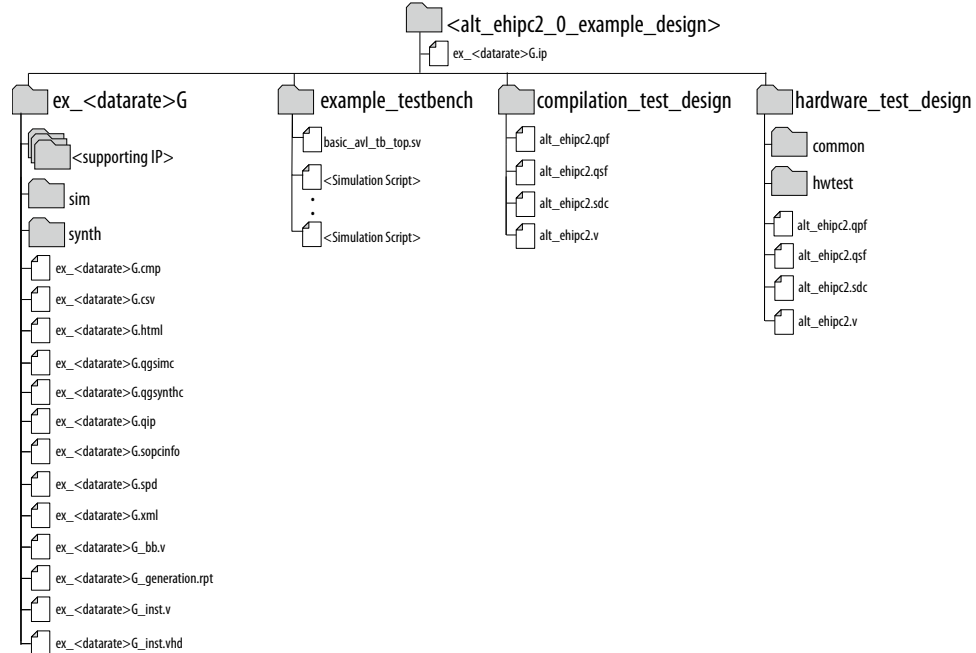 <alt_ehipc2_0_example_design>
ex_<datarate>G.ip
ex_<datarate>G
<supporting IP>
sim
synth
ex_<datarate>G.cmp
ex_<datarate>G.csv
ex_<datarate>G.html
ex_<datarate>G.qgsimc
ex_<datarate>G.qgsynthc
ex_<datarate>G.qip
ex_<datarate>G.sopcinfo
ex_<datarate>G.spd
ex_<datarate>G.xml
ex_<datarate>G_bb.v
ex_<datarate>G_generation.rpt
ex_<datarate>G_inst.v
ex_<datarate>G_inst.vhd
example_testbench
basic_avl_tb_top.sv
<Simulation Script>
<Simulation Script>
compilation_test_design
alt_ehipc2.qpf
alt_ehipc2.qsf
alt_ehipc2.sdc
alt_ehipc2.v
hardware_test_design
common
hwtest
alt_ehipc2.qpf
alt_ehipc2.qsf
alt_ehipc2.sdc
alt_ehipc2.v